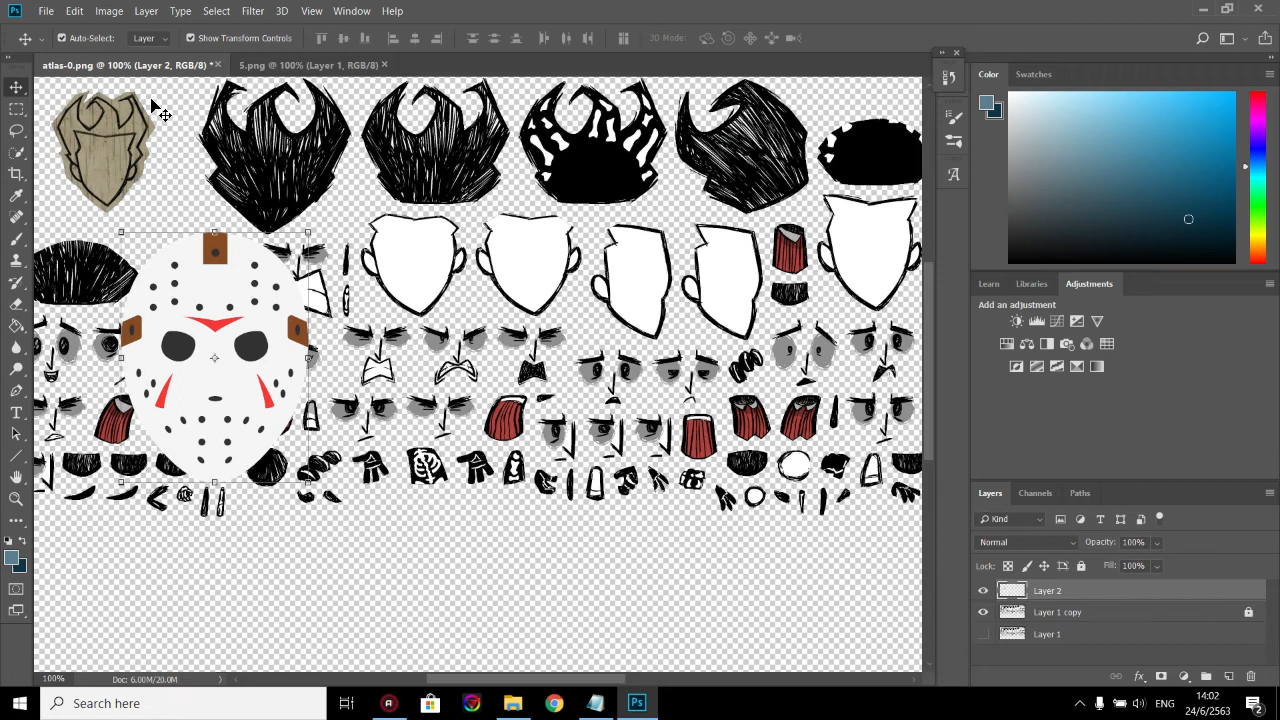 Ps File Edit Image Layer Type Select Filter 3D View Window Help
Auto-Select: Layer Show Transform Controls 3D Mode:
atlas-0.png @ 100% (Layer 2, RGB/8) * 5.png @ 100% (Layer 1, RGB/8)
Color Swatches
Learn Libraries Adjustments
Add an adjustment
Layers Channels Paths
Kind
Normal Opacity: 100%
Lock: Fill: 100%
Layer 2
Layer 1 copy
Layer 1
100% Doc: 6.00M/20.0M
Search here Ps ENG 14:02
24/6/2563 2